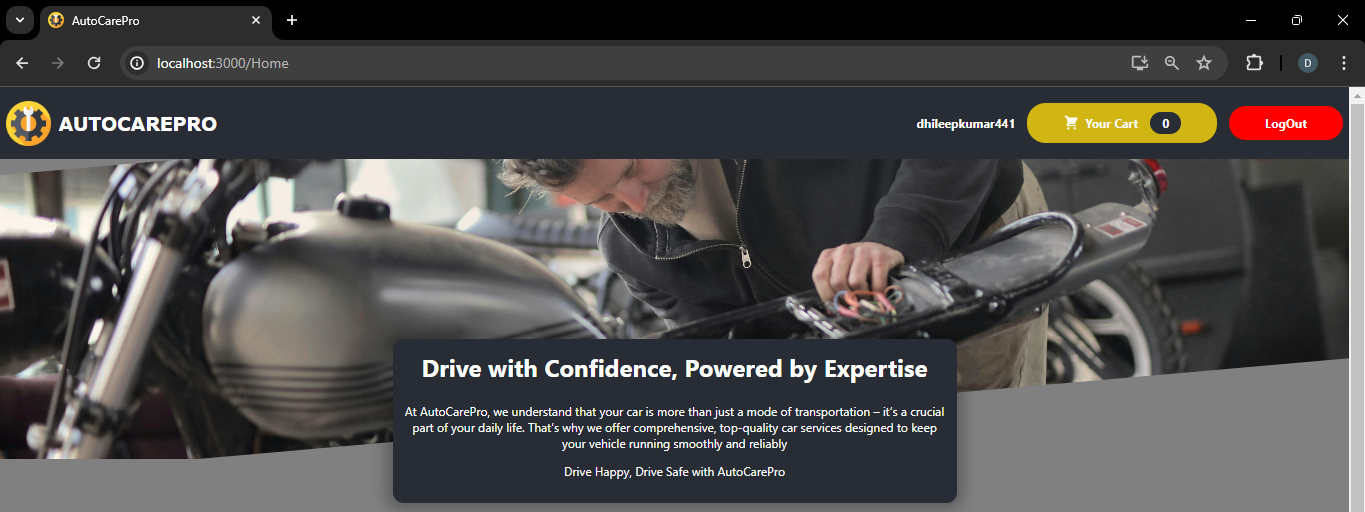 AutoCarePro
localhost:3000/Home
D
AUTOCAREPRO
dhileepkumar441
Your Cart 0
LogOut
Drive with Confidence, Powered by Expertise
At AutoCarePro, we understand that your car is more than just a mode of transportation – it's a crucial
part of your daily life. That's why we offer comprehensive, top-quality car services designed to keep
your vehicle running smoothly and reliably
Drive Happy, Drive Safe with AutoCarePro